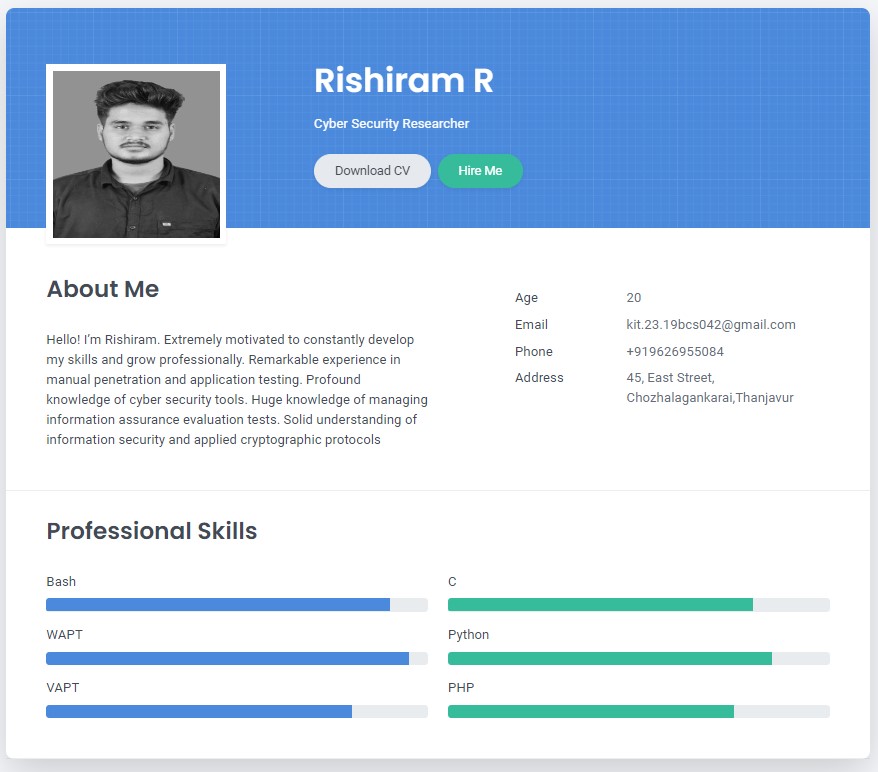 Rishiram R
Cyber Security Researcher
Download CV
Hire Me
About Me
Hello! I'm Rishiram. Extremely motivated to constantly develop
my skills and grow professionally. Remarkable experience in
manual penetration and application testing. Profound
knowledge of cyber security tools. Huge knowledge of managing
information assurance evaluation tests. Solid understanding of
information security and applied cryptographic protocols
Age 20
Email kit.23.19bcs042@gmail.com
Phone +919626955084
Address 45, East Street,
Chozhalagankarai,Thanjavur
Professional Skills
Bash
WAPT
VAPT
C
Python
PHP